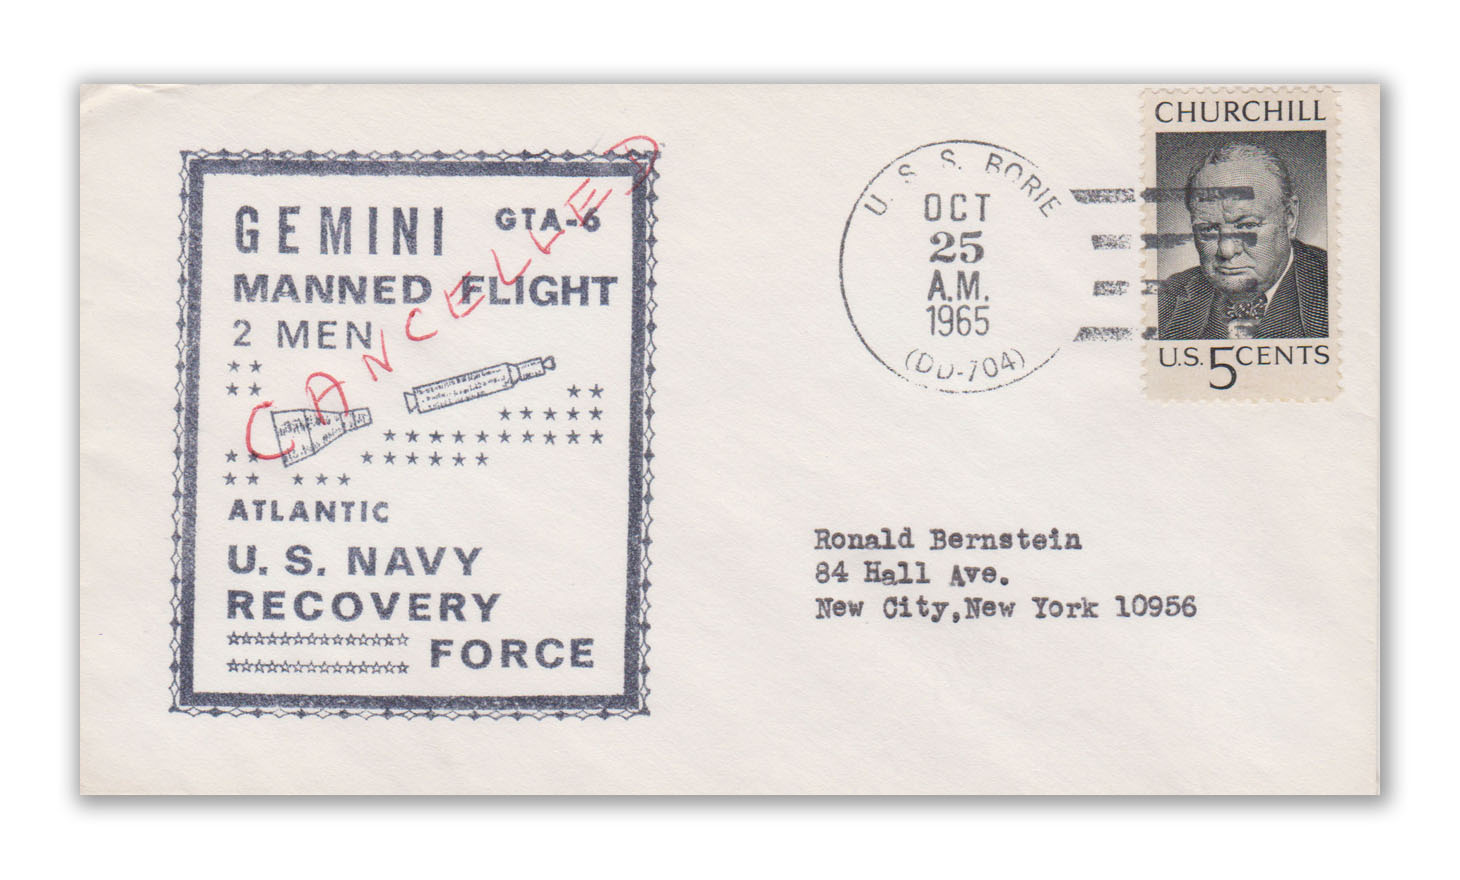 GEMINI GTA-6
MANNED FLIGHT
2 MEN
CANCELLED
ATLANTIC
U. S. NAVY
RECOVERY
FORCE
U. S. S. BORIE
OCT
25
A.M.
1965
(DD-704)
CHURCHILL
U.S. 5 CENTS
Ronald Bernstein
84 Hall Ave.
New City,New York 10956